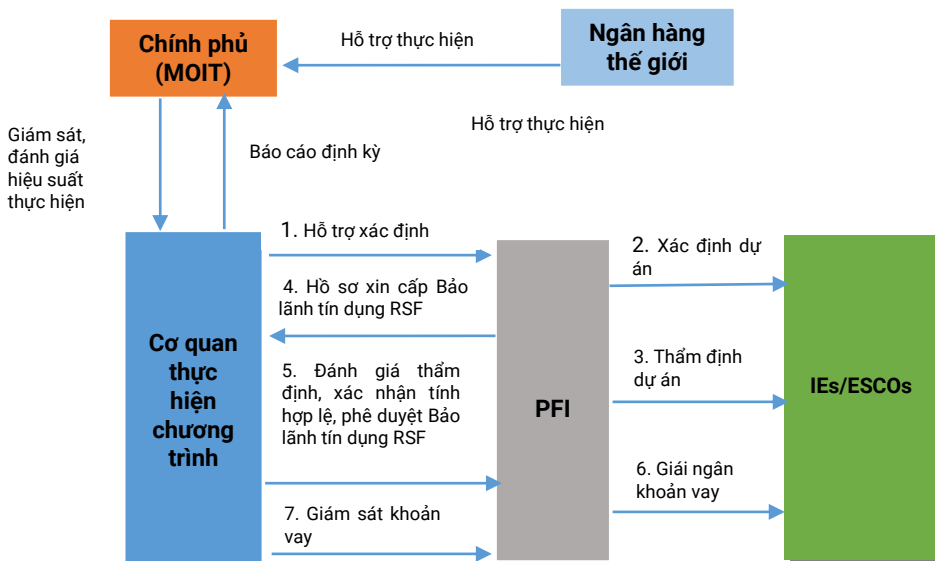 Chính phủ
(MOIT)
Hỗ trợ thực hiện
Ngân hàng
thế giới
Giám sát,
đánh giá
hiệu suất
thực hiện
Báo cáo định kỳ
Hỗ trợ thực hiện
Cơ quan
thực
hiện
chương
trình
1. Hỗ trợ xác định
4. Hồ sơ xin cấp Bảo
lãnh tín dụng RSF
5. Đánh giá thẩm
định, xác nhận tính
hợp lệ, phê duyệt Bảo
lãnh tín dụng RSF
7. Giám sát khoản
vay
PFI
2. Xác định dự
án
3. Thẩm định
dự án
6. Giái ngân
khoản vay
IEs/ESCOs